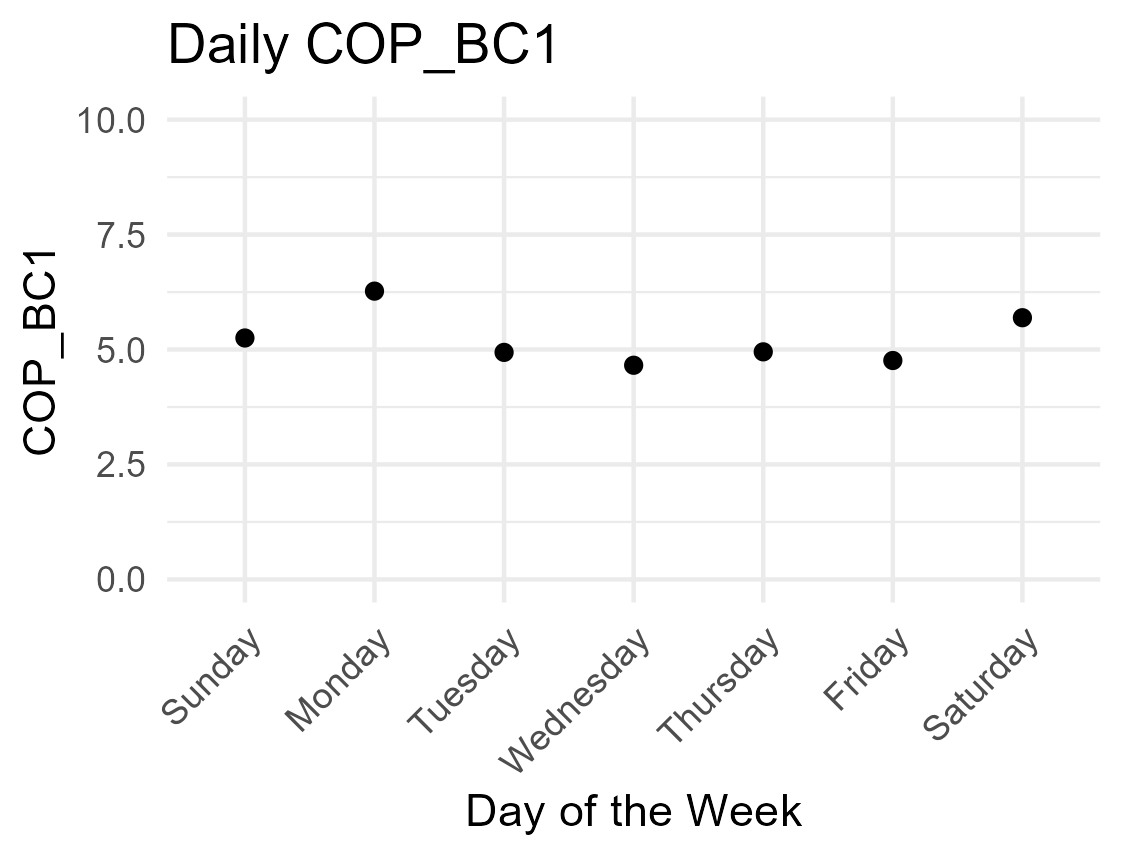 Daily COP_BC1
10.0
7.5
5.0
2.5
0.0
COP_BC1
Sunday
Monday
Tuesday
Wednesday
Thursday
Friday
Saturday
Day of the Week